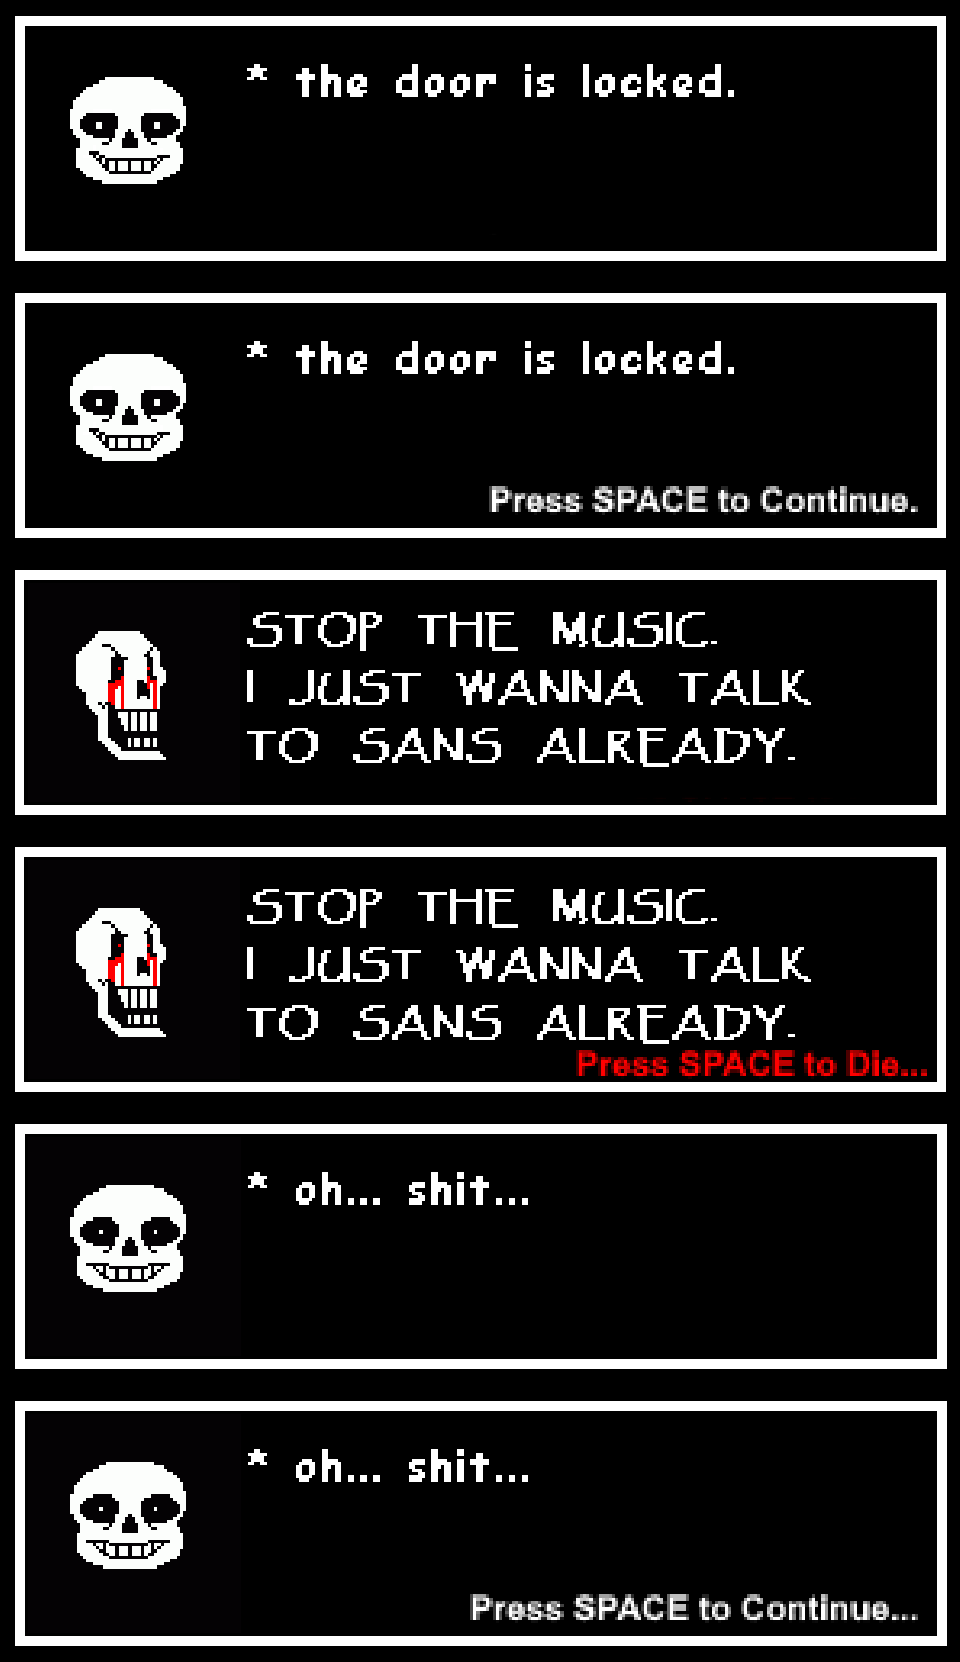 * the door is locked.
* the door is locked.
Press SPACE to Continue.
STOP THE MUSIC.
I JUST WANNA TALK
TO SANS ALREADY.
STOP THE MUSIC.
I JUST WANNA TALK
TO SANS ALREADY.
Press SPACE to Die...
* oh... shit...
* oh... shit...
Press SPACE to Continue...